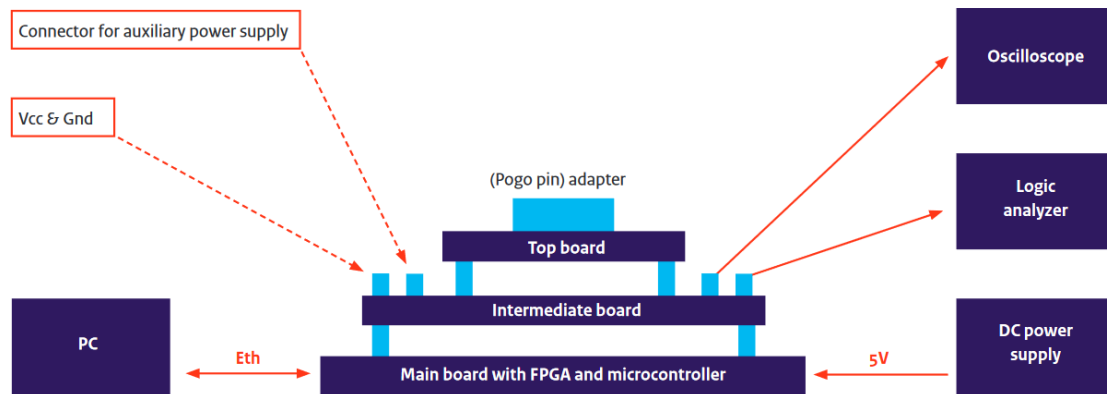 Connector for auxiliary power supply
Oscilloscope
Vcc & Gnd
(Pogo pin) adapter
Logic
analyzer
Top board
Intermediate board
PC
DC power
supply
Eth
5V
Main board with FPGA and microcontroller